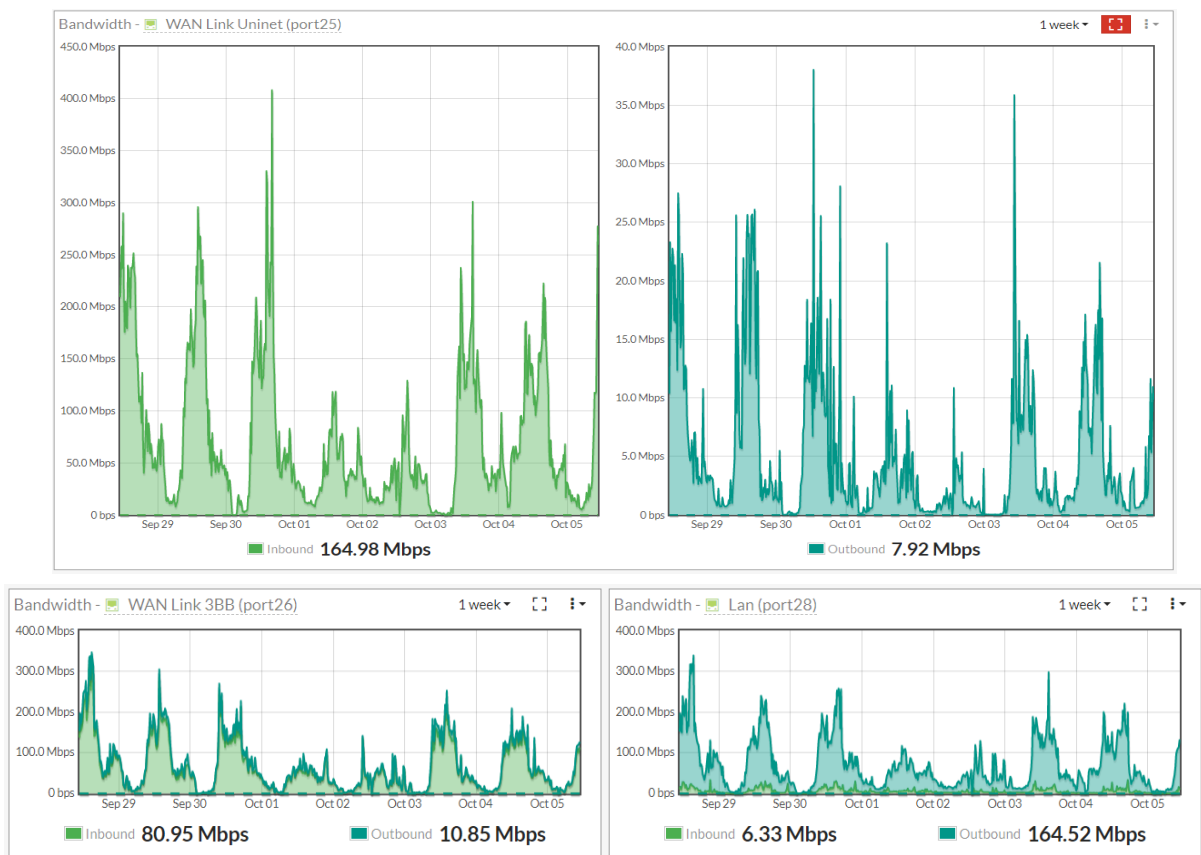 Bandwidth - WAN Link Uninet (port25) 1 week
450.0 Mbps
400.0 Mbps
350.0 Mbps
300.0 Mbps
250.0 Mbps
200.0 Mbps
150.0 Mbps
100.0 Mbps
50.0 Mbps
0 bps
Sep 29 Sep 30 Oct 01 Oct 02 Oct 03 Oct 04 Oct 05
Inbound 164.98 Mbps
40.0 Mbps
35.0 Mbps
30.0 Mbps
25.0 Mbps
20.0 Mbps
15.0 Mbps
10.0 Mbps
5.0 Mbps
0 bps
Sep 29 Sep 30 Oct 01 Oct 02 Oct 03 Oct 04 Oct 05
Outbound 7.92 Mbps
Bandwidth - WAN Link 3BB (port26) 1 week
400.0 Mbps
300.0 Mbps
200.0 Mbps
100.0 Mbps
0 bps
Sep 29 Sep 30 Oct 01 Oct 02 Oct 03 Oct 04 Oct 05
Inbound 80.95 Mbps Outbound 10.85 Mbps
Bandwidth - Lan (port28) 1 week
400.0 Mbps
300.0 Mbps
200.0 Mbps
100.0 Mbps
0 bps
Sep 29 Sep 30 Oct 01 Oct 02 Oct 03 Oct 04 Oct 05
Inbound 6.33 Mbps Outbound 164.52 Mbps